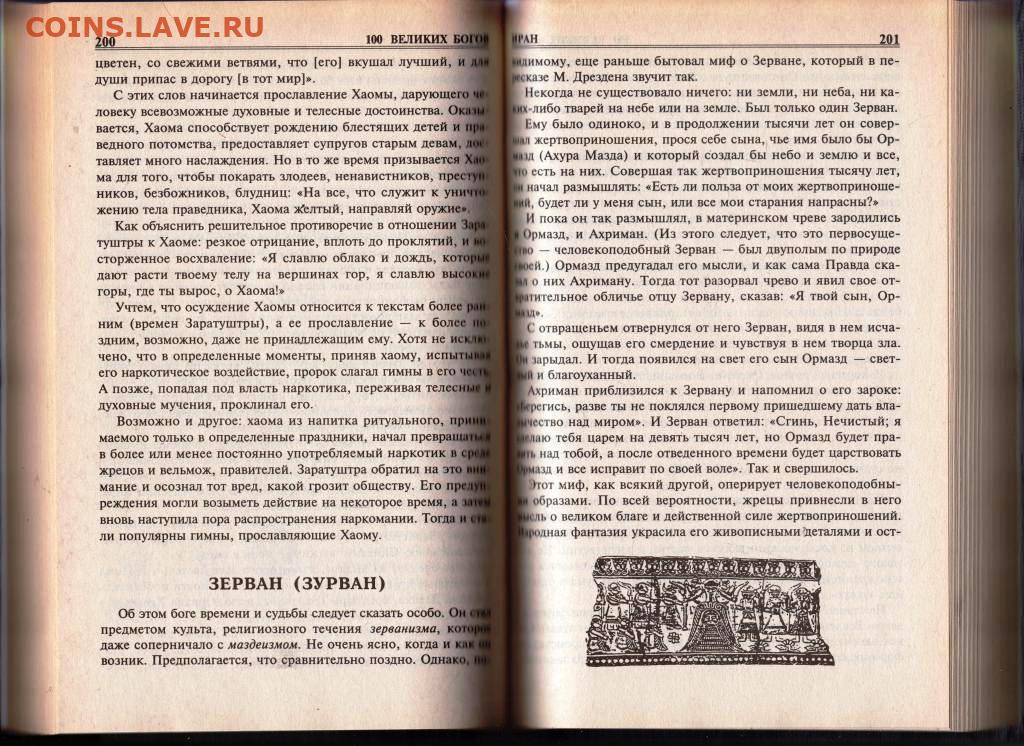 COINS.LAVE.RU
200
100 ВЕЛИКИХ БОГОВ
цветен, со свежими ветвями, что [его] вкушал лучший, и для
души припас в дорогу [в тот мир]».
С этих слов начинается прославление Хаомы, дарующего че-
ловеку всевозможные духовные и телесные достоинства. Оказы-
вается, Хаома способствует рождению блестящих детей и пра-
ведного потомства, предоставляет супругов старым девам, дос-
тавляет много наслаждения. Но в то же время призывается Хао-
ма для того, чтобы покарать злодеев, ненавистников, преступ-
ников, безбожников, блудниц: «На все, что служит к уничто-
жению тела праведника, Хаома желтый, направляй оружие».
Как объяснить решительное противоречие в отношении Зара-
туштры к Хаоме: резкое отрицание, вплоть до проклятий, и во-
сторженное восхваление: «Я славлю облако и дождь, которые
дают расти твоему телу на вершинах гор, я славлю высокие
горы, где ты вырос, о Хаома!»
Учтем, что осуждение Хаомы относится к текстам более ран-
ним (времен Заратуштры), а ее прославление — к более по-
здним, возможно, даже не принадлежащим ему. Хотя не исклю-
чено, что в определенные моменты, приняв хаому, испытывая
его наркотическое воздействие, пророк слагал гимны в его честь.
А позже, попадая под власть наркотика, переживая телесные и
духовные мучения, проклинал его.
Возможно и другое: хаома из напитка ритуального, прини-
маемого только в определенные праздники, начал превращаться
в более или менее постоянно употребляемый наркотик в среде
жрецов и вельмож, правителей. Заратуштра обратил на это вни-
мание и осознал тот вред, какой грозит обществу. Его предуп-
реждения могли возыметь действие на некоторое время, а затем
вновь наступила пора распространения наркомании. Тогда и ста-
ли популярны гимны, прославляющие Хаому.
ЗЕРВАН (ЗУРВАН)
Об этом боге времени и судьбы следует сказать особо. Он стал
предметом культа, религиозного течения зерванизма, которое
даже соперничало с маздеизмом. Не очень ясно, когда и как он
возник. Предполагается, что сравнительно поздно. Однако, по-
ИРАН
201
видимому, еще раньше бытовал миф о Зерване, который в пе-
ресказе М. Дрездена звучит так.
Некогда не существовало ничего: ни земли, ни неба, ни ка-
ких-либо тварей на небе или на земле. Был только один Зерван.
Ему было одиноко, и в продолжении тысячи лет он совер-
шал жертвоприношения, прося себе сына, чье имя было бы Ор-
мазд (Ахура Мазда) и который создал бы небо и землю и все,
что есть на них. Совершая так жертвоприношения тысячу лет,
он начал размышлять: «Есть ли польза от моих жертвоприноше-
ний, будет ли у меня сын, или все мои старания напрасны?»
И пока он так размышлял, в материнском чреве зародились
и Ормазд, и Ахриман. (Из этого следует, что это первосуще-
ство — человекоподобный Зерван — был двуполым по природе
своей.) Ормазд предугадал его мысли, и как сама Правда ска-
зал о них Ахриману. Тогда тот разорвал чрево и явил свое от-
вратительное обличье отцу Зервану, сказав: «Я твой сын, Ор-
мазд».
С отвращеньем отвернулся от него Зерван, видя в нем исча-
дье тьмы, ощущав его смердение и чувствуя в нем творца зла.
Он зарыдал. И тогда появился на свет его сын Ормазд — свет-
лый и благоуханный.
Ахриман приблизился к Зервану и напомнил о его зароке:
«Берегись, разве ты не поклялся первому пришедшему дать вла-
дычество над миром». И Зерван ответил: «Сгинь, Нечистый; я
сделаю тебя царем на девять тысяч лет, но Ормазд будет пра-
вить над тобой, а после отведенного времени будет царствовать
Ормазд и все исправит по своей воле». Так и свершилось.
Этот миф, как всякий другой, оперирует человекоподобны-
ми образами. По всей вероятности, жрецы привнесли в него
мысль о великом благе и действенной силе жертвоприношений.
Народная фантазия украсила его живописными деталями и ост-